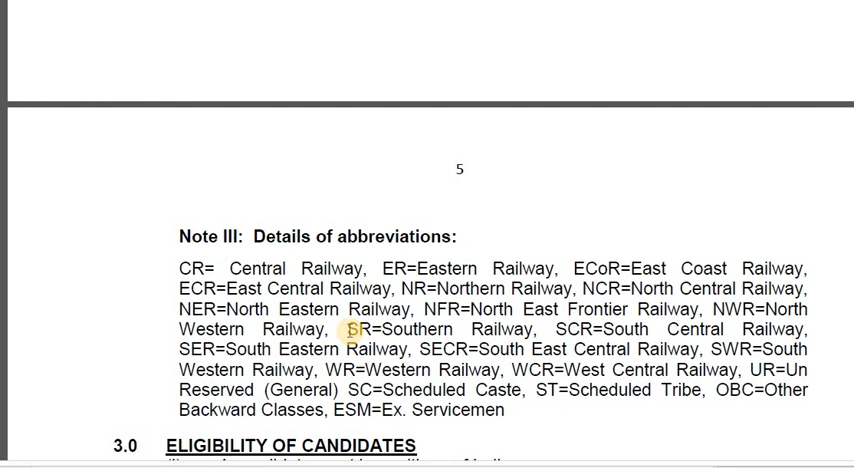 5
Note III: Details of abbreviations:
CR= Central Railway, ER=Eastern Railway, ECoR=East Coast Railway,
ECR=East Central Railway, NR=Northern Railway, NCR=North Central Railway,
NER=North Eastern Railway, NFR=North East Frontier Railway, NWR=North
Western Railway, SR=Southern Railway, SCR=South Central Railway,
SER=South Eastern Railway, SECR=South East Central Railway, SWR=South
Western Railway, WR=Western Railway, WCR=West Central Railway, UR=Un
Reserved (General) SC=Scheduled Caste, ST=Scheduled Tribe, OBC=Other
Backward Classes, ESM=Ex. Servicemen
3.0 ELIGIBILITY OF CANDIDATES